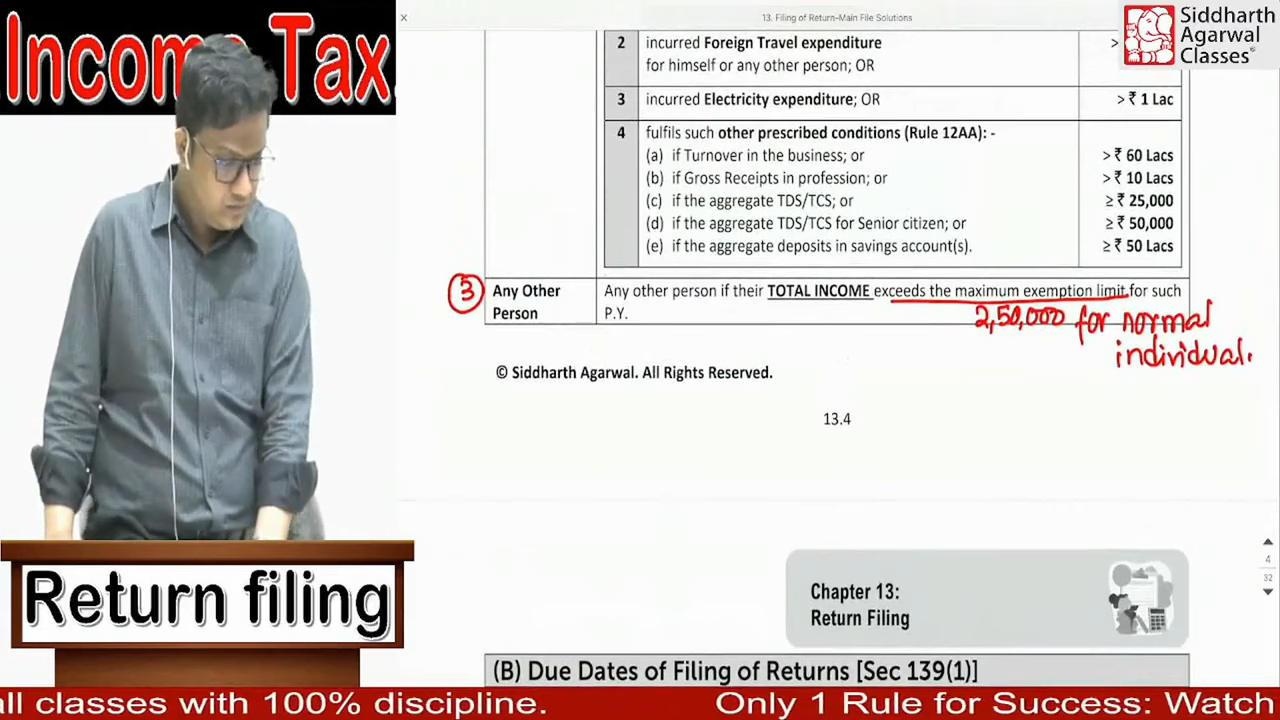 Income Tax.
13. Filing of Return-Main File Solutions
Siddharth
Agarwal
Classes®
2 incurred Foreign Travel expenditure >
for himself or any other person; OR
3 incurred Electricity expenditure; OR > ₹ 1 Lac
4 fulfils such other prescribed conditions (Rule 12AA): -
(a) if Turnover in the business; or > ₹ 60 Lacs
(b) if Gross Receipts in profession; or > ₹ 10 Lacs
(c) if the aggregate TDS/TCS; or ≥ ₹ 25,000
(d) if the aggregate TDS/TCS for Senior citizen; or ≥ ₹ 50,000
(e) if the aggregate deposits in savings account(s). ≥ ₹ 50 Lacs
3 Any Other Person Any other person if their TOTAL INCOME exceeds the maximum exemption limit for such
P.Y.
2,50,000 for normal
individual.
© Siddharth Agarwal. All Rights Reserved.
13.4
4
32
Chapter 13:
Return Filing
(B) Due Dates of Filing of Returns [Sec 139(1)]
Return filing
all classes with 100% discipline. Only 1 Rule for Success: Watch